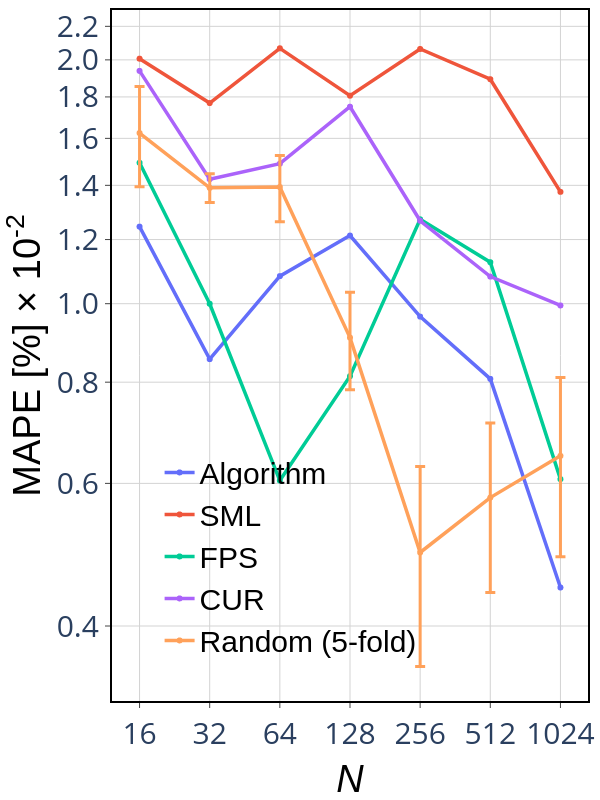 2.2
2.0
1.8
1.6
1.4
1.2
1.0
0.8
0.6
0.4
MAPE [%] × 10⁻²
Algorithm
SML
FPS
CUR
Random (5-fold)
16 32 64 128 256 512 1024
N